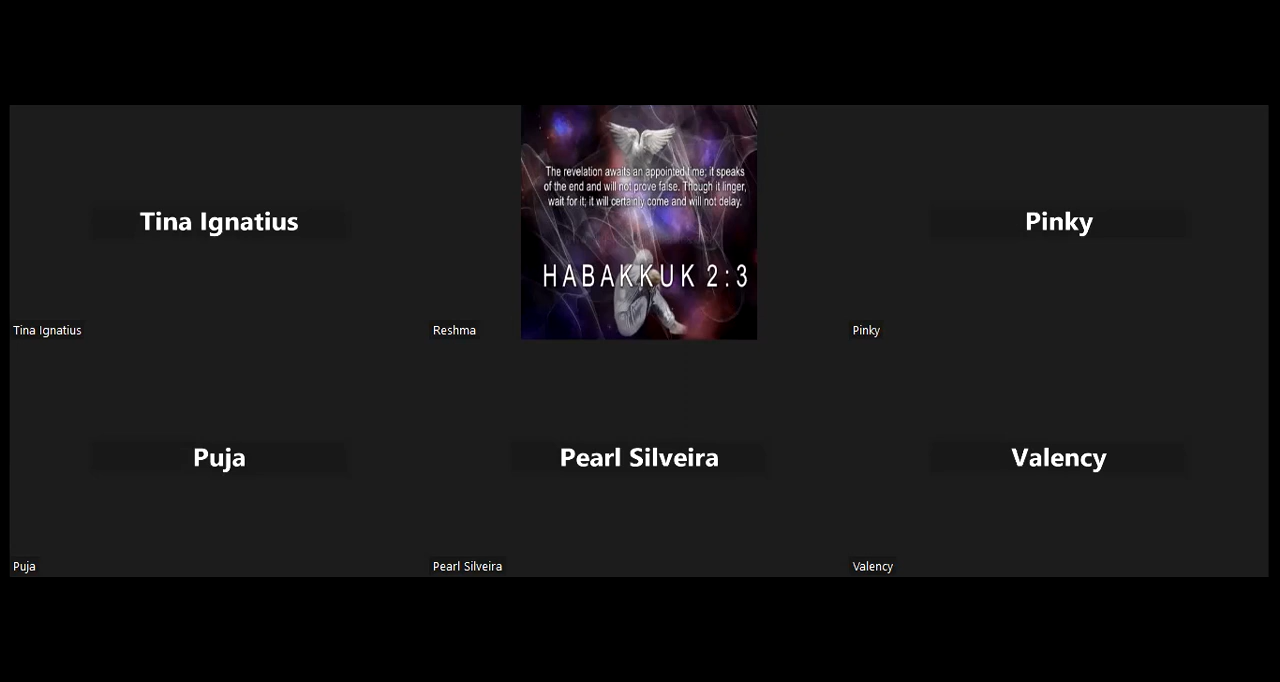 Tina Ignatius
Tina Ignatius
The revelation awaits an appointed time; it speaks
of the end and will not prove false. Though it linger,
wait for it; it will certainly come and will not delay.
HABAKKUK 2:3
Reshma
Pinky
Pinky
Puja
Puja
Pearl Silveira
Pearl Silveira
Valency
Valency